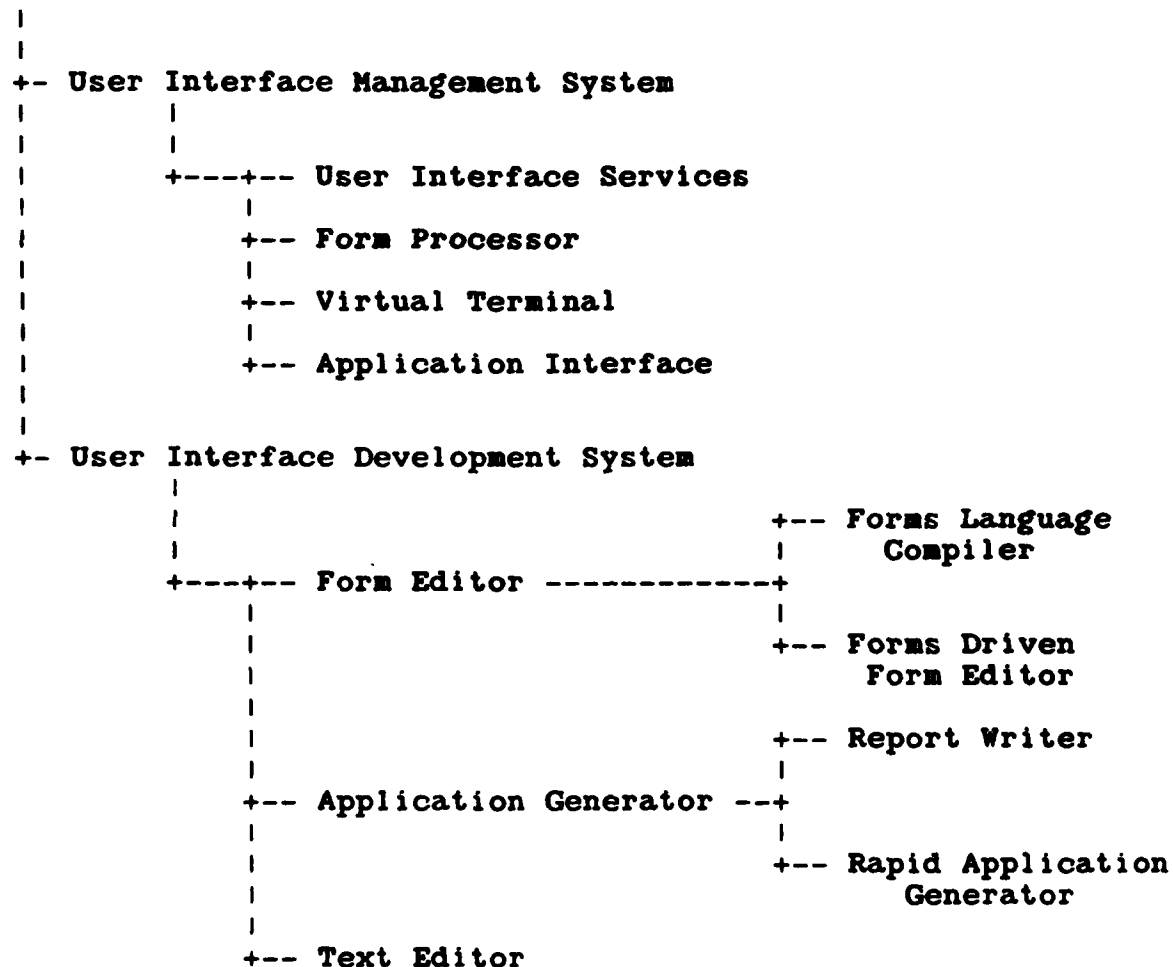 User Interface Management System
User Interface Services
Form Processor
Virtual Terminal
Application Interface
User Interface Development System
Forms Language
Compiler
Form Editor
Forms Driven
Form Editor
Report Writer
Application Generator
Rapid Application
Generator
Text Editor